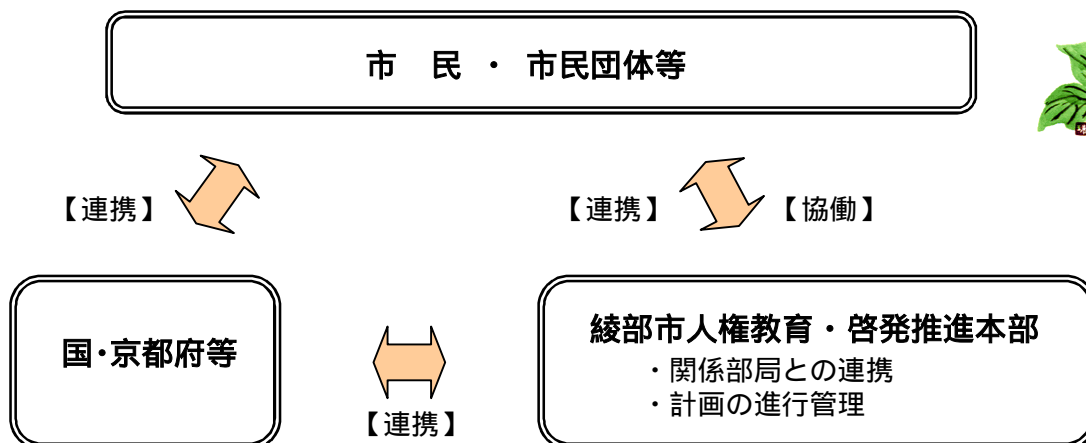 市　民　・　市民団体等
【連携】
【連携】
【協働】
国・京都府等
綾部市人権教育・啓発推進本部
・関係部局との連携
・計画の進行管理
【連携】